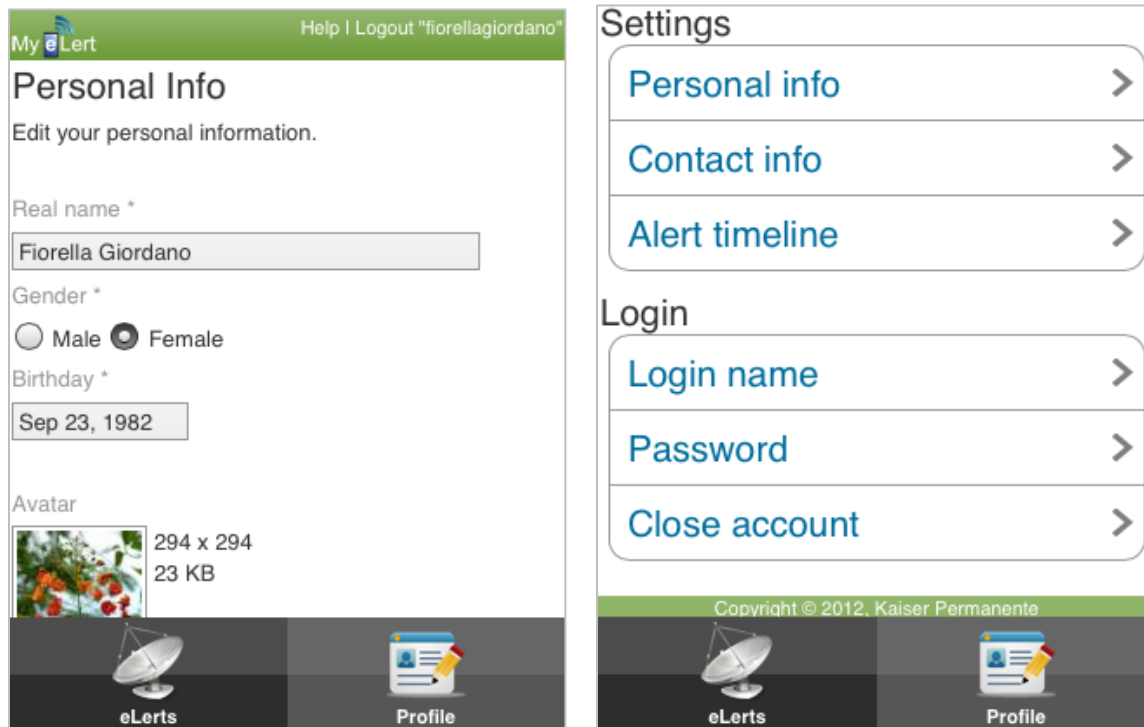 Help | Logout "fiorellagiordano"
My eLert
Personal Info
Edit your personal information.
Real name *
Fiorella Giordano
Gender *
Male Female
Birthday *
Sep 23, 1982
Avatar
294 x 294
23 KB
eLerts Profile
Settings
Personal info
Contact info
Alert timeline
Login
Login name
Password
Close account
Copyright © 2012, Kaiser Permanente
eLerts Profile